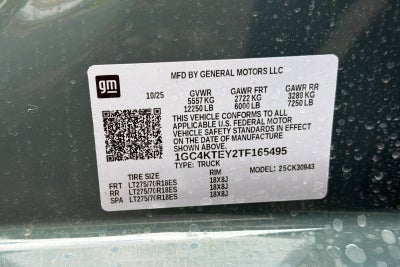 gm
MFD BY GENERAL MOTORS LLC
10/25 GVWR GAWR FRT GAWR RR
5557 KG 2722 KG 3289 KG
12250 LB 6000 LB 7250 LB
THIS VEHICLE CONFORMS TO ALL
APPLICABLE U.S. FEDERAL MOTOR
VEHICLE SAFETY STANDARDS IN EFFECT
ON THE DATE OF MANUFACTURE
SHOWN ABOVE.
1GC4KTEY2TF165495
TYPE: TRUCK
TIRE SIZE RIM MODEL: 25CK30943
FRT LT275/70R18ES 18X8J
RR LT275/70R18ES 18X8J
SPA LT275/70R18ES 18X8J